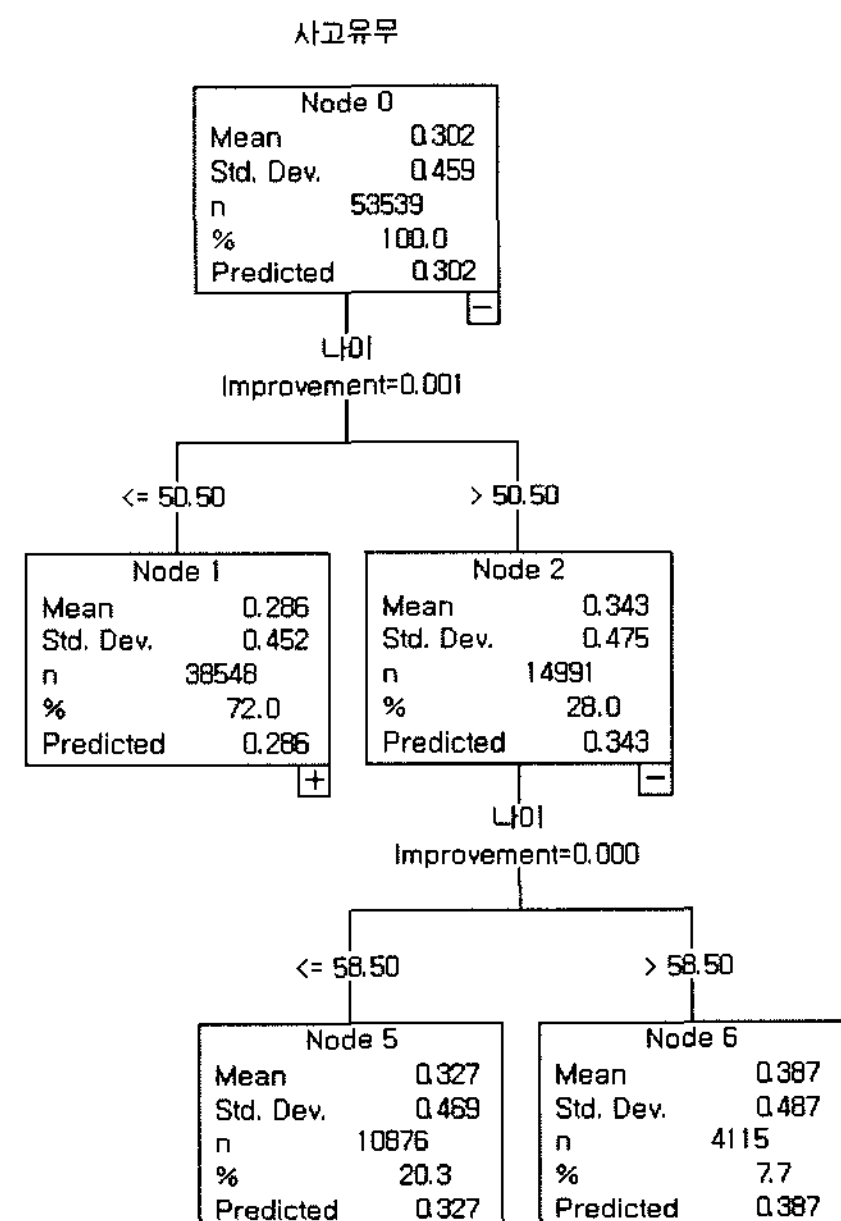 사고유무
Node 0
Mean 0.302
Std. Dev. 0.459
n 53539
% 100.0
Predicted 0.302
나이
Improvement=0.001
<= 50.50
> 50.50
Node 1
Mean 0.286
Std. Dev. 0.452
n 38548
% 72.0
Predicted 0.286
Node 2
Mean 0.343
Std. Dev. 0.475
n 14991
% 28.0
Predicted 0.343
나이
Improvement=0.000
<= 58.50
> 58.50
Node 5
Mean 0.327
Std. Dev. 0.469
n 10876
% 20.3
Predicted 0.327
Node 6
Mean 0.387
Std. Dev. 0.487
n 4115
% 7.7
Predicted 0.387